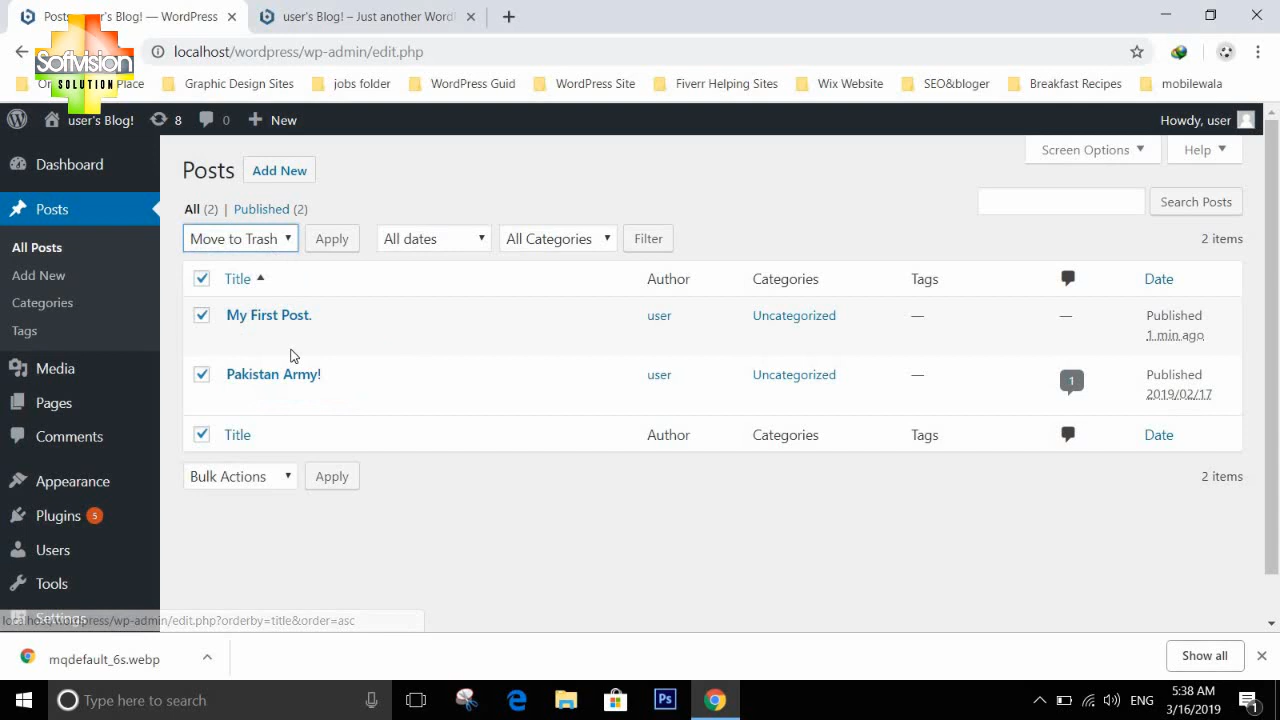 Posts
user's Blog! — WordPress
user's Blog! – Just another Word
localhost/wordpress/wp-admin/edit.php
Place
Graphic Design Sites
jobs folder
WordPress Guid
WordPress Site
Fiverr Helping Sites
Wix Website
SEO&bloger
Breakfast Recipes
mobilewala
Softvision
SOLUTION
user's Blog!
8
0
New
Howdy, user
Dashboard
Posts
All Posts
Add New
Categories
Tags
Media
Pages
Comments
Appearance
Plugins 5
Users
Tools
Settings
Posts
Add New
Screen Options
Help
All (2) | Published (2)
Search Posts
Move to Trash
Apply
All dates
All Categories
Filter
2 items
Title
Author
Categories
Tags
Date
My First Post.
user
Uncategorized
—
—
Published
1 min ago
Pakistan Army!
user
Uncategorized
—
1
Published
2019/02/17
Title
Author
Categories
Tags
Date
Bulk Actions
Apply
2 items
localhost/wordpress/wp-admin/edit.php?orderby=title&order=asc
mqdefault_6s.webp
Show all
Type here to search
Ps
ENG
5:38 AM
3/16/2019
1